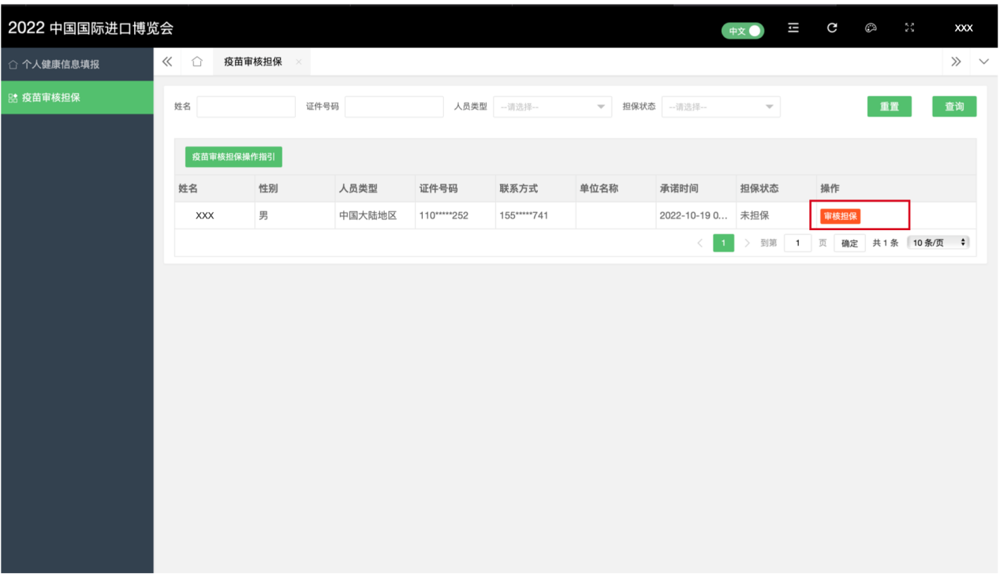 2022 中国国际进口博览会
中文
XXX
个人健康信息填报
疫苗审核担保
疫苗审核担保
姓名
证件号码
人员类型 --请选择--
担保状态 --请选择--
重置
查询
疫苗审核担保操作指引
姓名 性别 人员类型 证件号码 联系方式 单位名称 承诺时间 担保状态 操作
XXX 男 中国大陆地区 110*****252 155*****741 2022-10-19 0... 未担保 审核担保
1 到第 1 页 确定 共 1 条 10 条/页